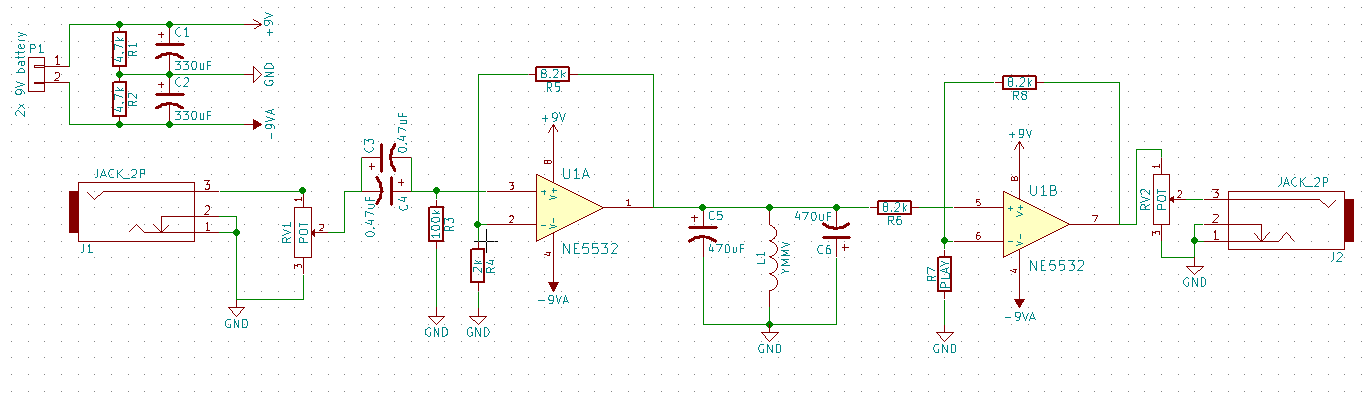 2x 9V battery
P1
1
2
4.7k
R1
4.7k
R2
+
C1
330uF
+
C2
330uF
+9V
GND
-9VA
JACK_2P
3
2
1
J1
1
RV1
POT
2
3
GND
C3
0.47uF
+
0.47uF
+
C4
100k
R3
GND
8.2k
R5
+9V
8
U1A
3
2
+
V+
-
V-
1
4
NE5532
-9VA
2k
R4
GND
+
C5
470uF
L1
YMMV
470uF
C6
+
GND
8.2k
R6
8.2k
R8
+9V
8
U1B
5
6
+
V+
-
V-
7
4
NE5532
-9VA
R7
PLAY
GND
1
RV2
POT
2
3
JACK_2P
3
2
1
J2
GND